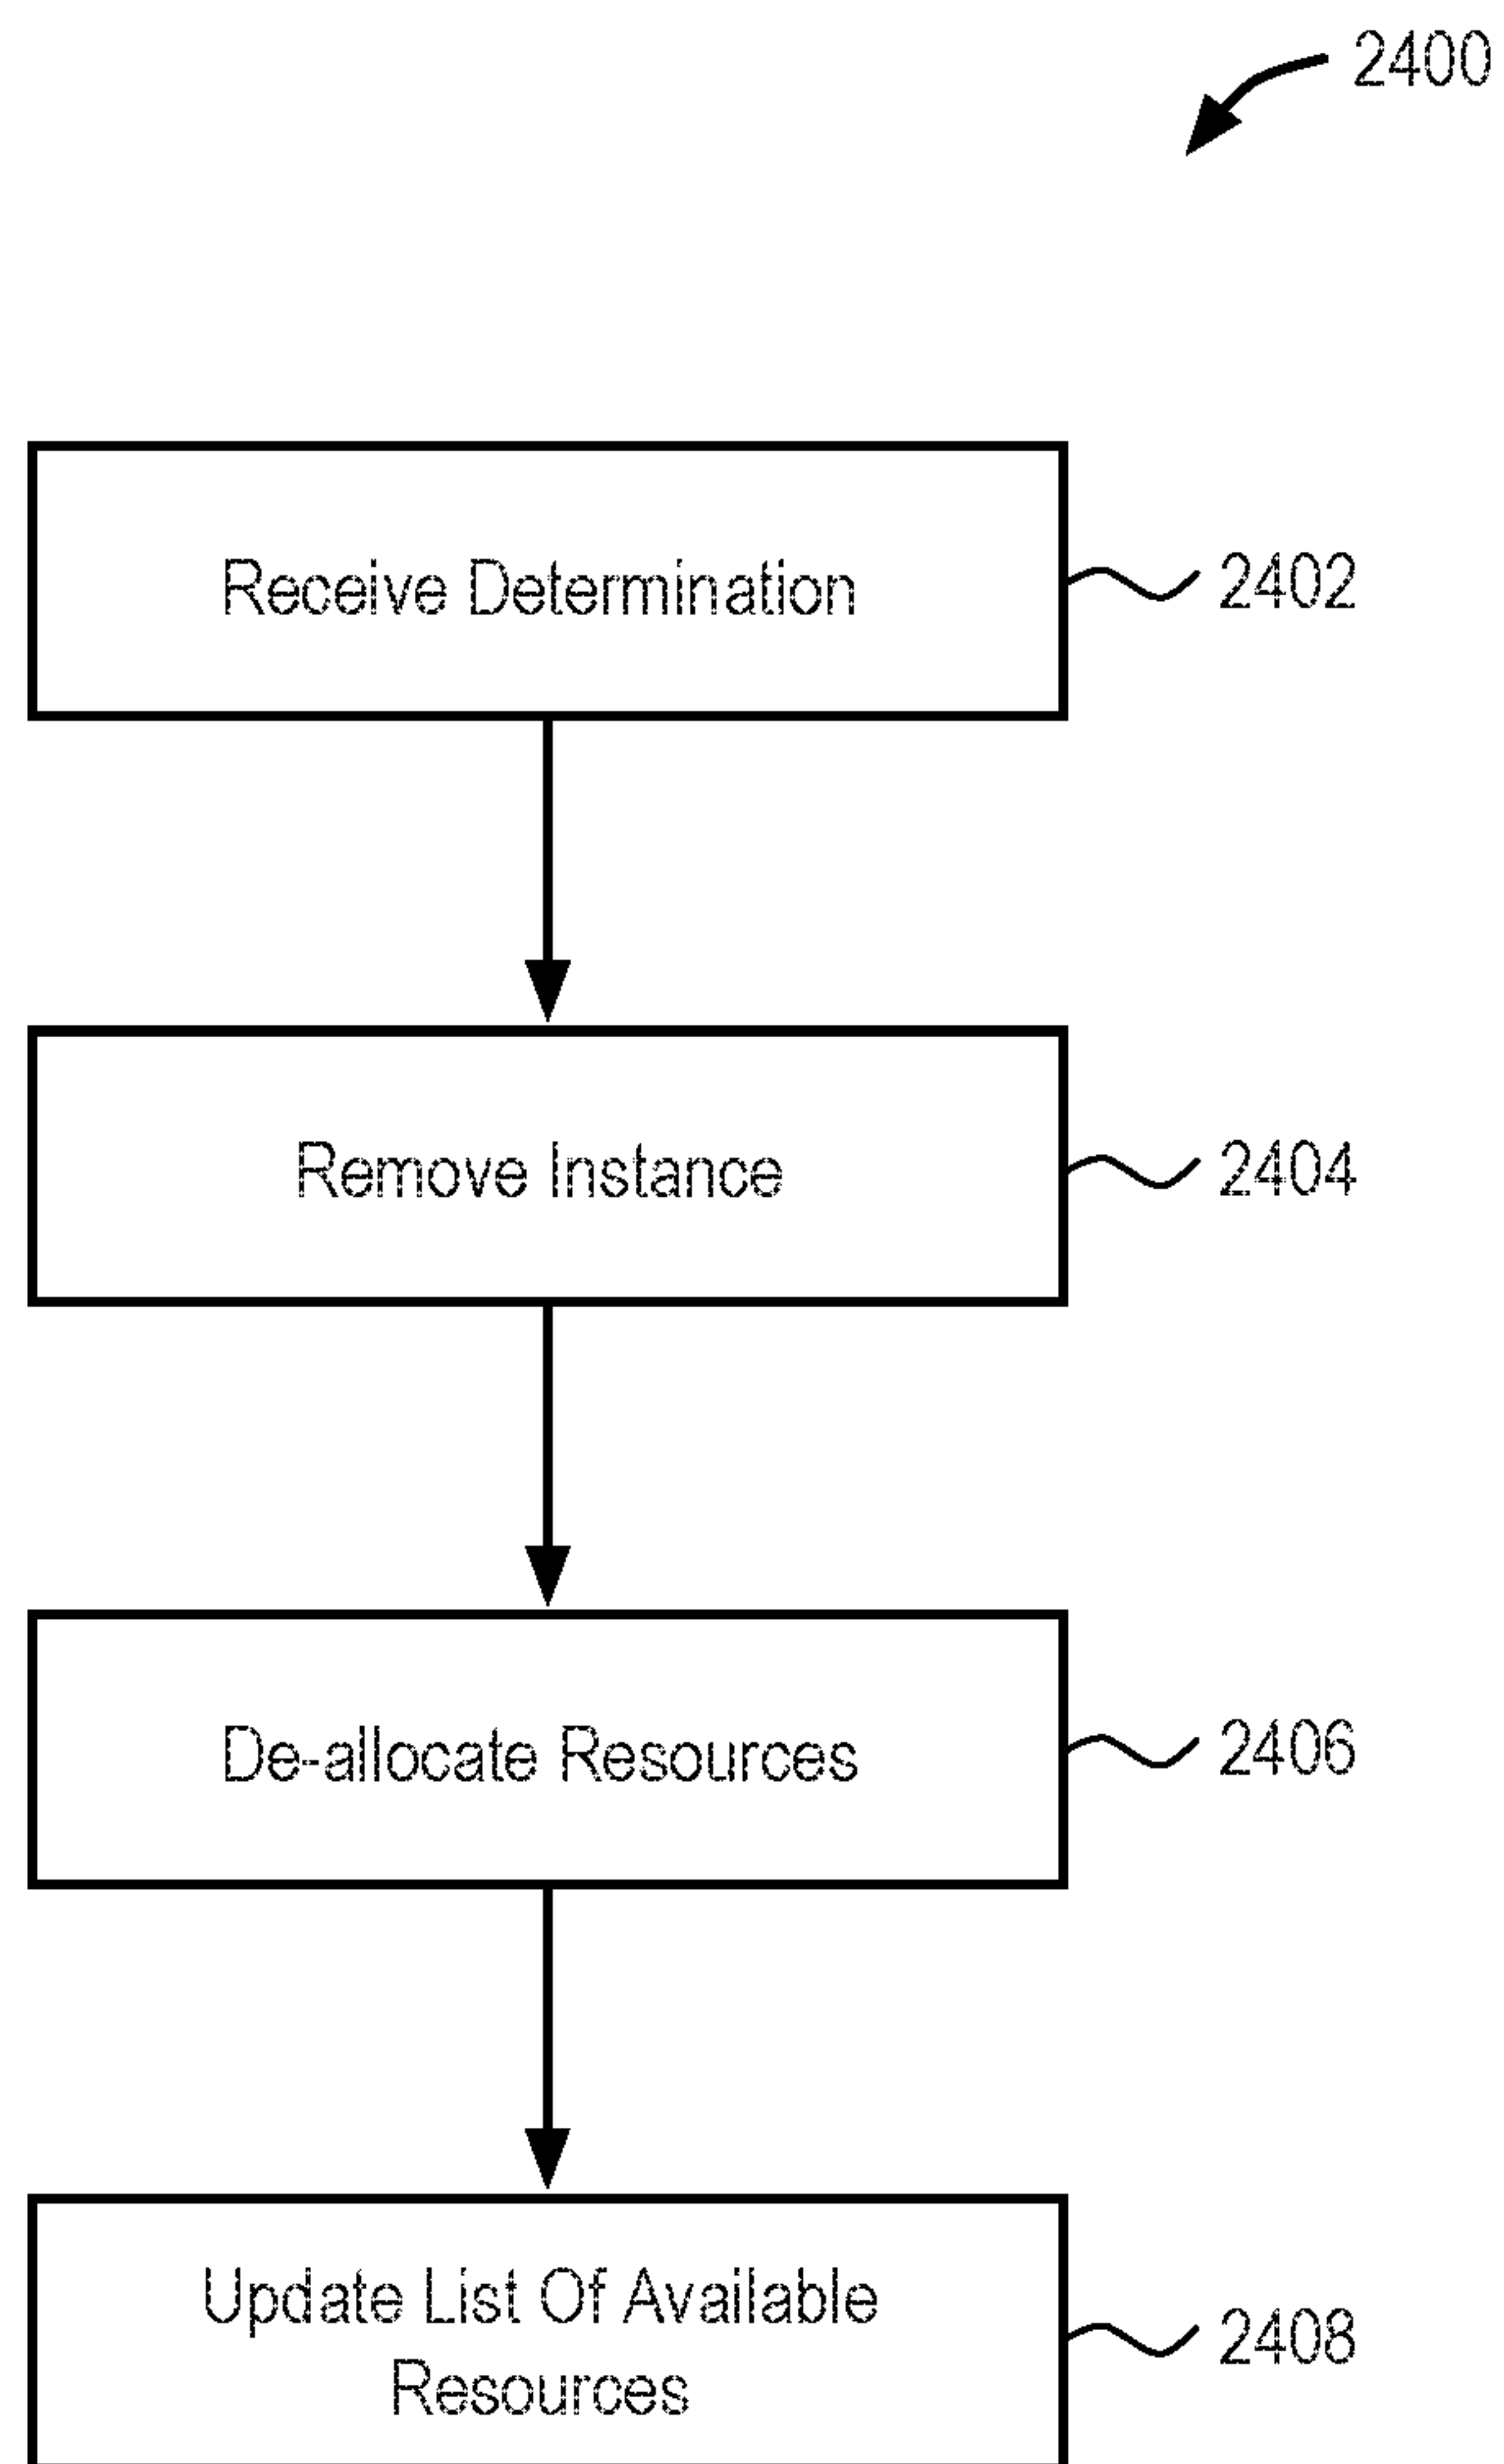 2400
Receive Determination
2402
Remove Instance
2404
De-allocate Resources
2406
Update List Of Available
Resources
2408